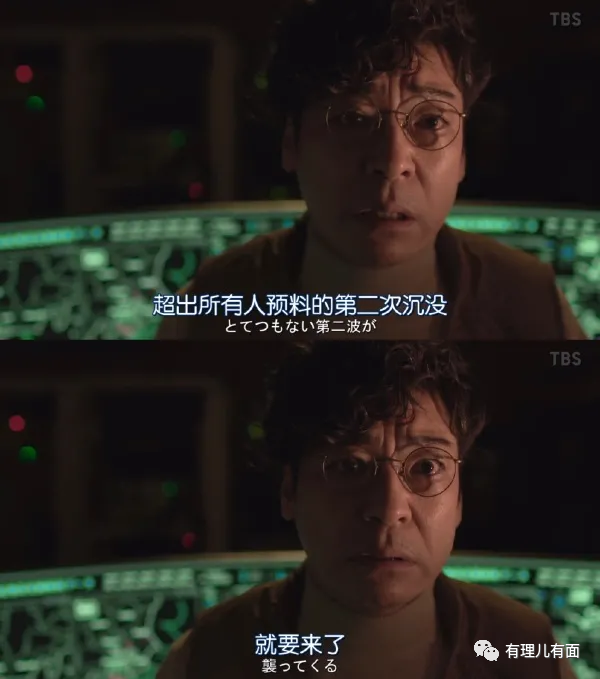 TBS
超出所有人预料的第二次沉没
とてつもない第二波が
TBS
就要来了
襲ってくる
有理儿有面